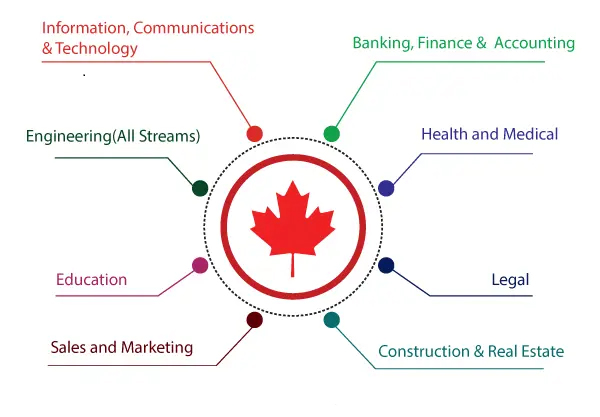 Information, Communications
& Technology
Banking, Finance & Accounting
Engineering(All Streams)
Health and Medical
Education
Legal
Sales and Marketing
Construction & Real Estate